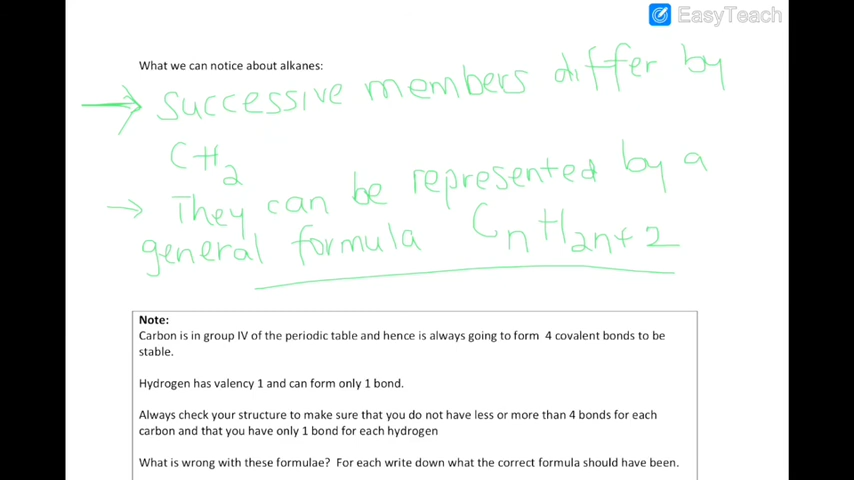 EasyTeach
What we can notice about alkanes:
→ Successive members differ by
CH₂
→ They can be represented by a
general formula CₙH₂ₙ₊₂
Note:
Carbon is in group IV of the periodic table and hence is always going to form 4 covalent bonds to be
stable.
Hydrogen has valency 1 and can form only 1 bond.
Always check your structure to make sure that you do not have less or more than 4 bonds for each
carbon and that you have only 1 bond for each hydrogen
What is wrong with these formulae? For each write down what the correct formula should have been.